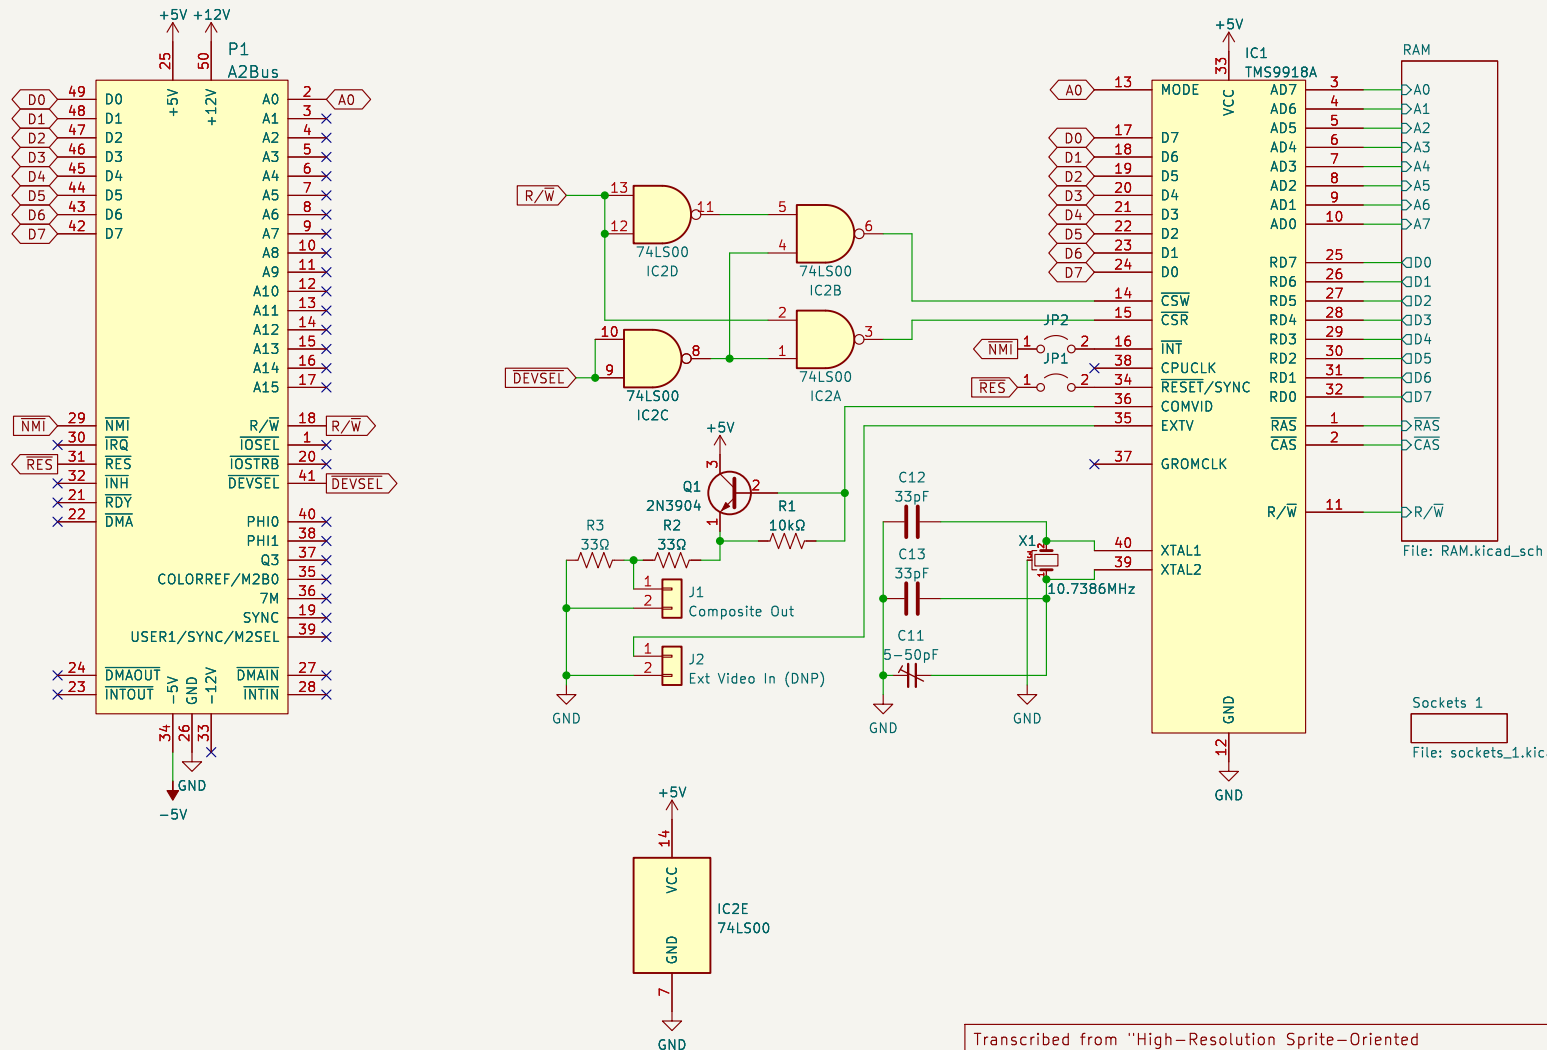 +5V +12V
25 50
P1
A2Bus
+5V +12V
D0 49 D0
D1 48 D1
D2 47 D2
D3 46 D3
D4 45 D4
D5 44 D5
D6 43 D6
D7 42 D7
A0 2 A0
A1 3
A2 4
A3 5
A4 6
A5 7
A6 8
A7 9
A8 10
A9 11
A10 12
A11 13
A12 14
A13 15
A14 16
A15 17
NMI 29 NMI
30 IRQ
RES 31 RES
32 INH
21 RDY
22 DMA
R/W 18 R/W
IOSEL 1
IOSTRB 20
DEVSEL 41 DEVSEL
PHI0 40
PHI1 38
Q3 37
COLORREF/M2B0 35
7M 36
SYNC 19
USER1/SYNC/M2SEL 39
24 DMAOUT
23 INTOUT
DMAIN 27
INTIN 28
-5V GND -12V
34 26 33
GND
-5V
R/W
13
12
11
74LS00
IC2D
5
4
6
74LS00
IC2B
2
1
3
74LS00
IC2A
DEVSEL
10
9
8
74LS00
IC2C
+5V
3
Q1
2N3904
2
1
R1
10kΩ
R3
33Ω
R2
33Ω
1
2
J1
Composite Out
1
2
J2
Ext Video In (DNP)
GND
C12
33pF
C13
33pF
C11
5-50pF
GND
X1
3
2
1
10.7386MHz
GND
+5V
33
IC1
TMS9918A
VCC
A0 13 MODE
D0 17 D7
D1 18 D6
D2 19 D5
D3 20 D4
D4 21 D3
D5 22 D2
D6 23 D1
D7 24 D0
14 CSW
15 CSR
JP2
NMI 1 2 16 INT
38 CPUCLK
JP1
RES 1 2 34 RESET/SYNC
36 COMVID
35 EXTV
37 GROMCLK
40 XTAL1
39 XTAL2
AD7 3
AD6 4
AD5 5
AD4 6
AD3 7
AD2 8
AD1 9
AD0 10
RD7 25
RD6 26
RD5 27
RD4 28
RD3 29
RD2 30
RD1 31
RD0 32
RAS 1
CAS 2
R/W 11
GND
12
GND
RAM
A0
A1
A2
A3
A4
A5
A6
A7
D0
D1
D2
D3
D4
D5
D6
D7
RAS
CAS
R/W
File: RAM.kicad_sch
Sockets 1
File: sockets_1.kic
+5V
14
VCC
IC2E
74LS00
GND
7
GND
Transcribed from "High-Resolution Sprite-Oriented